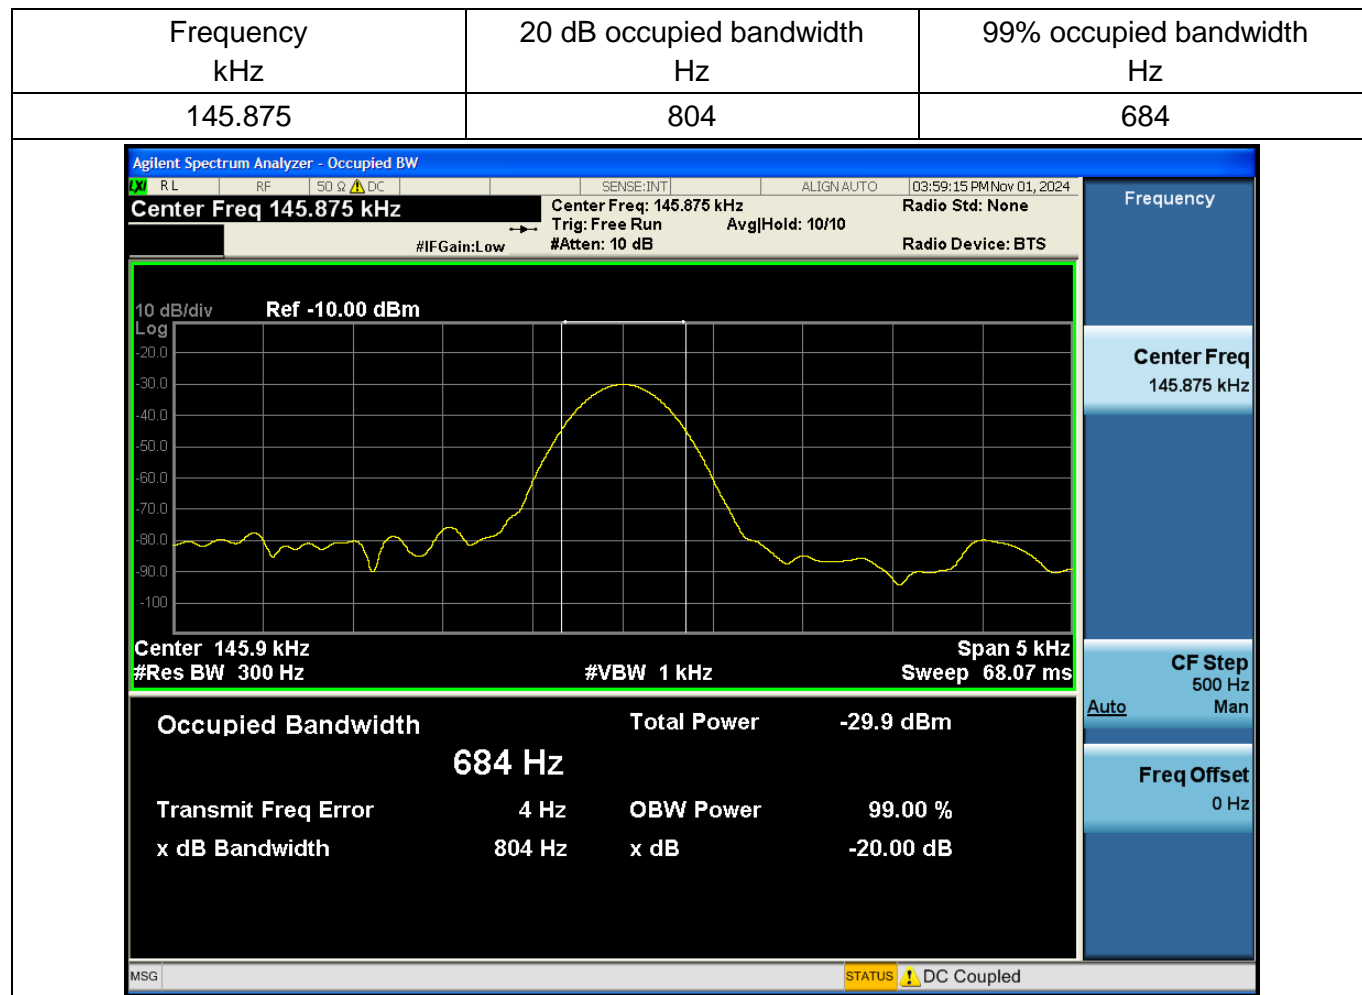 Frequency
kHz
20 dB occupied bandwidth
Hz
99% occupied bandwidth
Hz
145.875
804
684
Agilent Spectrum Analyzer - Occupied BW
LXI RL RF 50 Ω DC SENSE:INT ALIGN AUTO 03:59:15 PM Nov 01, 2024
Center Freq 145.875 kHz
Center Freq: 145.875 kHz
Radio Std: None
Trig: Free Run
Avg|Hold: 10/10
#IFGain:Low
#Atten: 10 dB
Radio Device: BTS
10 dB/div
Ref -10.00 dBm
Log
-20.0
-30.0
-40.0
-50.0
-60.0
-70.0
-80.0
-90.0
-100
Center 145.9 kHz
Span 5 kHz
#Res BW 300 Hz
#VBW 1 kHz
Sweep 68.07 ms
Occupied Bandwidth
684 Hz
Total Power -29.9 dBm
Transmit Freq Error 4 Hz
OBW Power 99.00 %
x dB Bandwidth 804 Hz
x dB -20.00 dB
Frequency
Center Freq
145.875 kHz
CF Step
500 Hz
Auto Man
Freq Offset
0 Hz
MSG
STATUS
DC Coupled